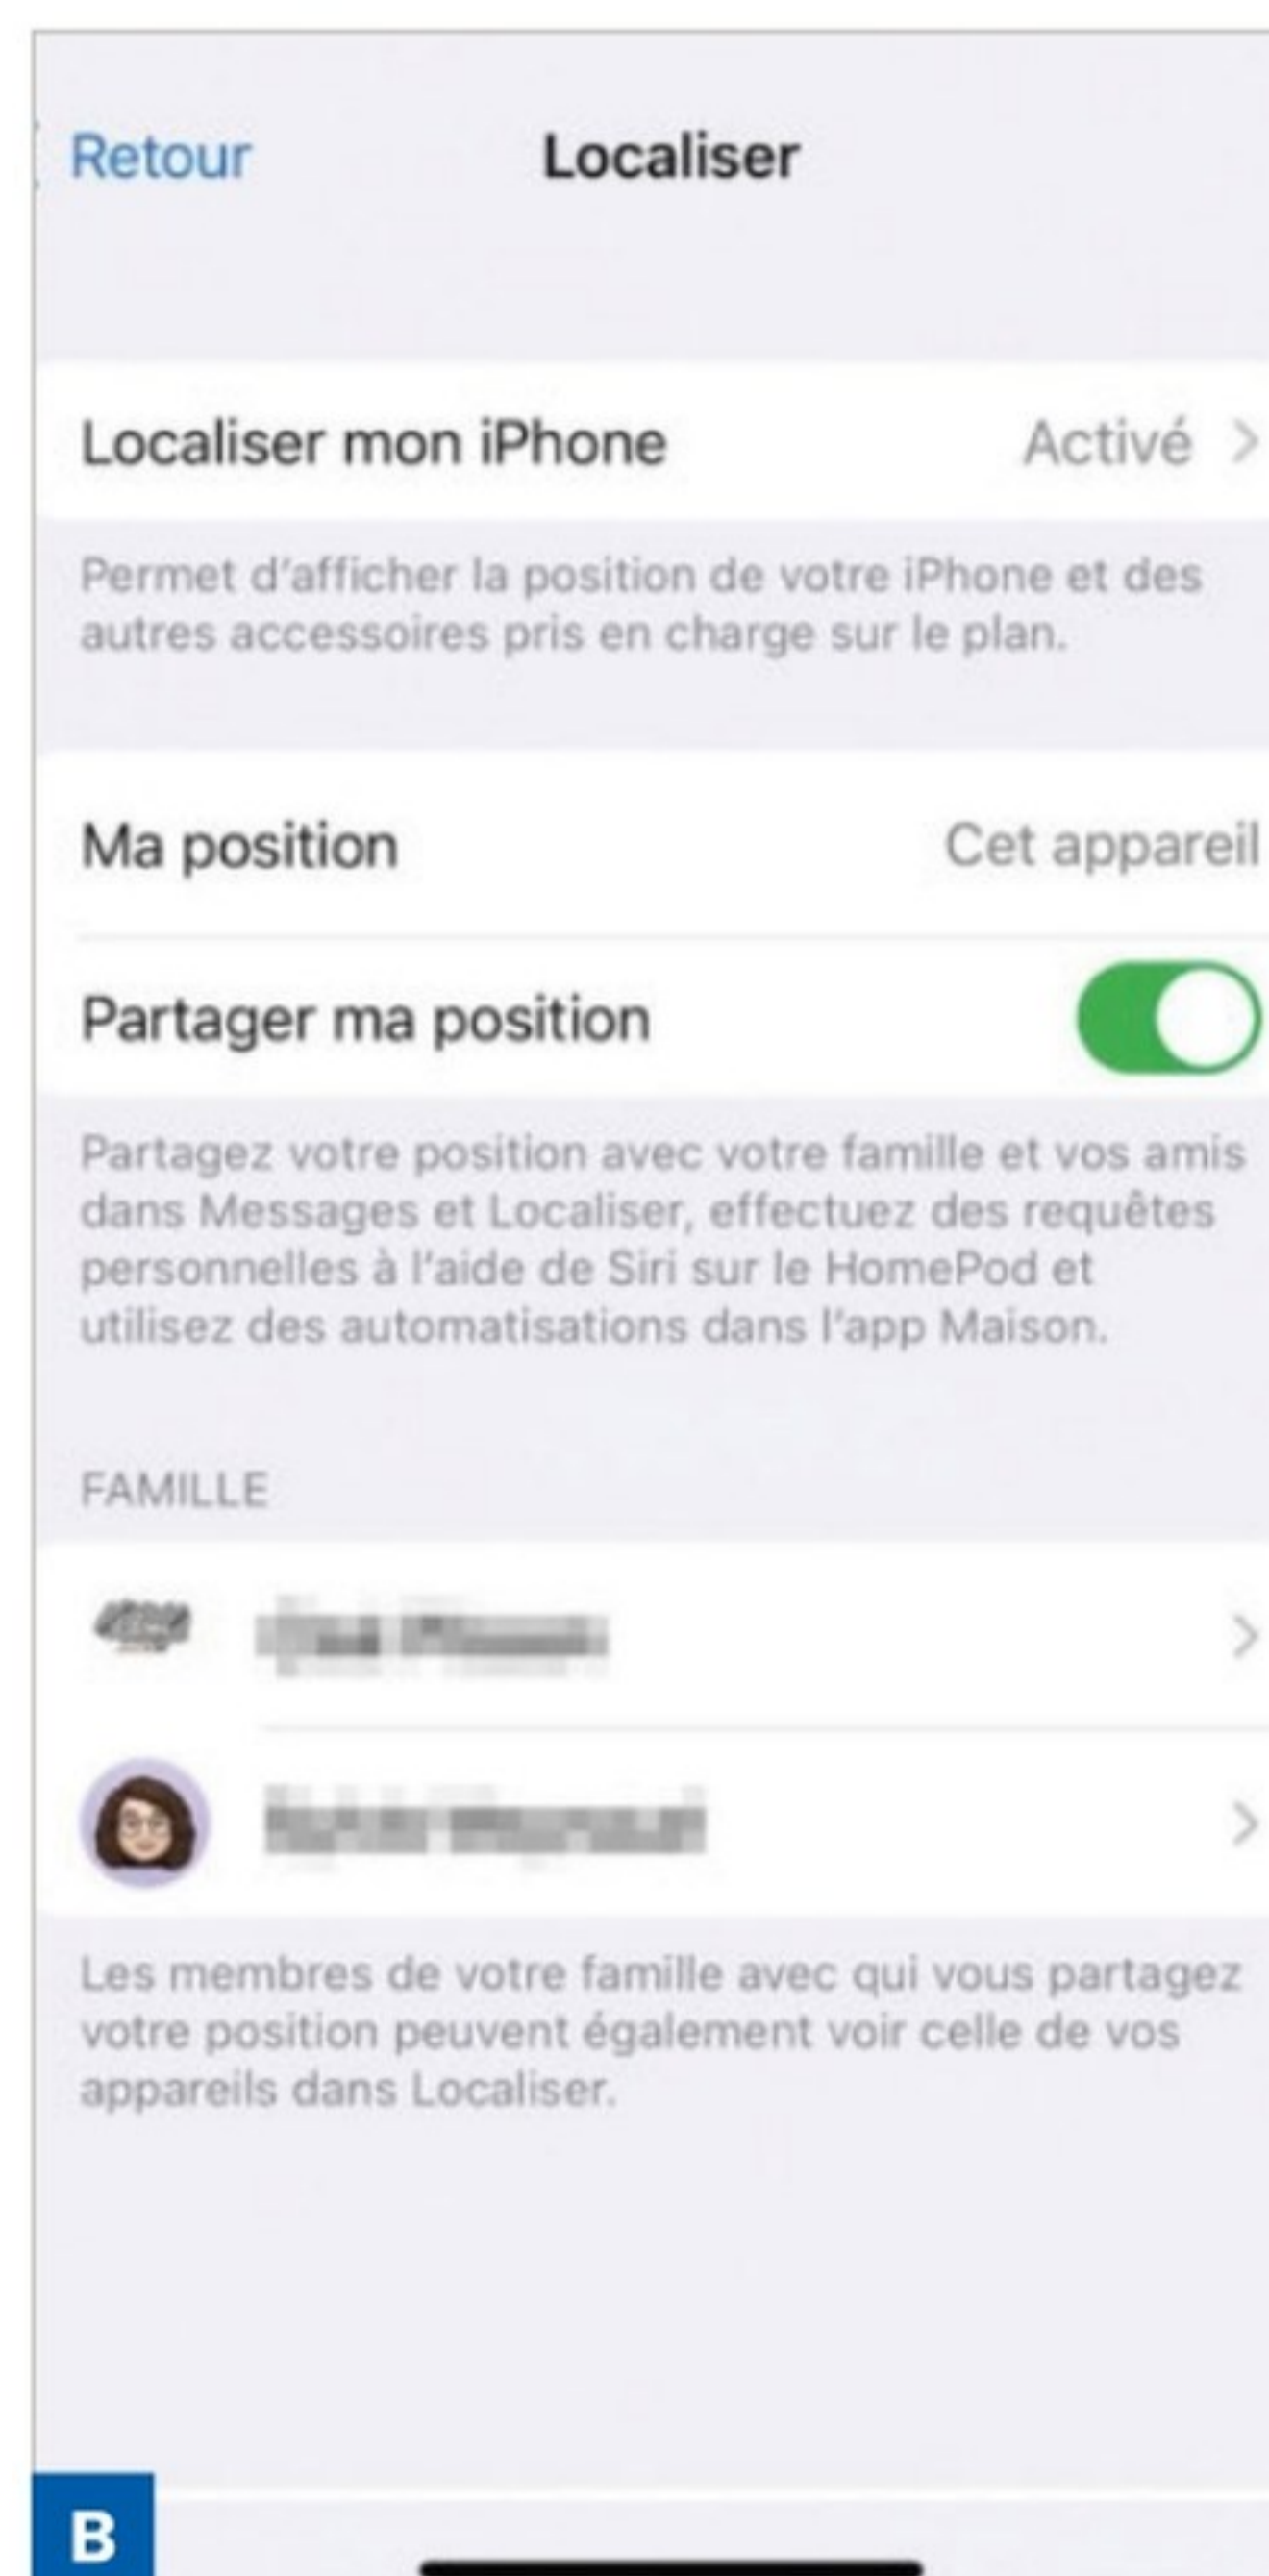 Retour
Localiser
Localiser mon iPhone
Activé
Permet d’afficher la position de votre iPhone et des
autres accessoires pris en charge sur le plan.
Ma position
Cet appareil
Partager ma position
Partagez votre position avec votre famille et vos amis
dans Messages et Localiser, effectuez des requêtes
personnelles à l’aide de Siri sur le HomePod et
utilisez des automatisations dans l’app Maison.
FAMILLE
Les membres de votre famille avec qui vous partagez
votre position peuvent également voir celle de vos
appareils dans Localiser.
B